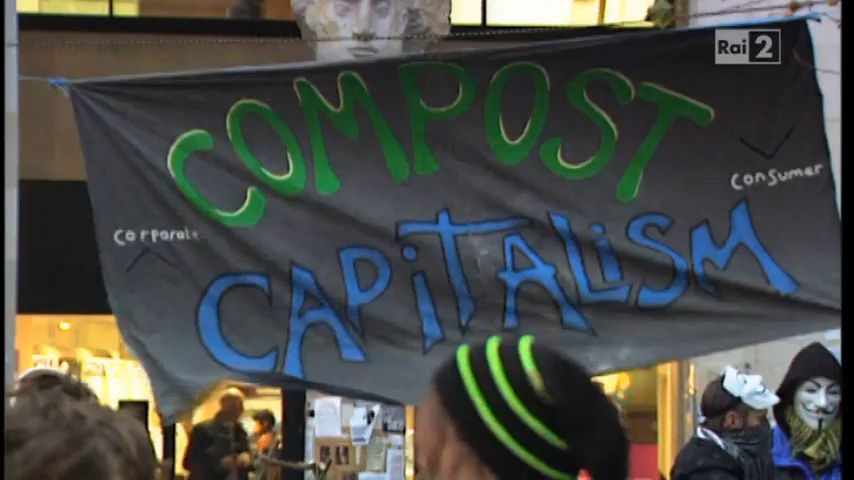 Rai 2
COMPOST
Consumer
Corporate
CAPiTALiSM